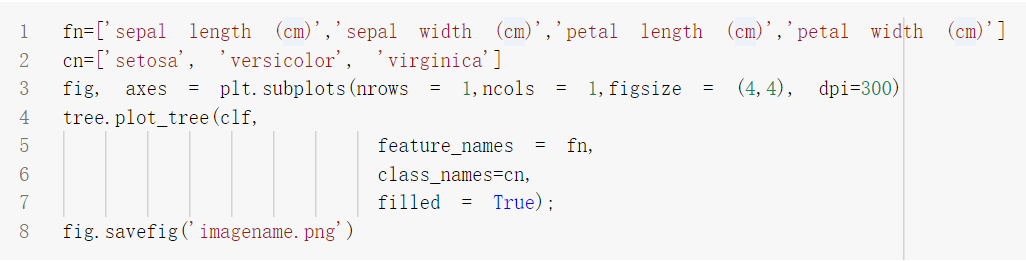 1 fn=['sepal length (cm)','sepal width (cm)','petal length (cm)','petal width (cm)']
2 cn=['setosa', 'versicolor', 'virginica']
3 fig, axes = plt.subplots(nrows = 1,ncols = 1,figsize = (4,4), dpi=300)
4 tree.plot_tree(clf,
5 feature_names = fn,
6 class_names=cn,
7 filled = True);
8 fig.savefig('imagename.png')